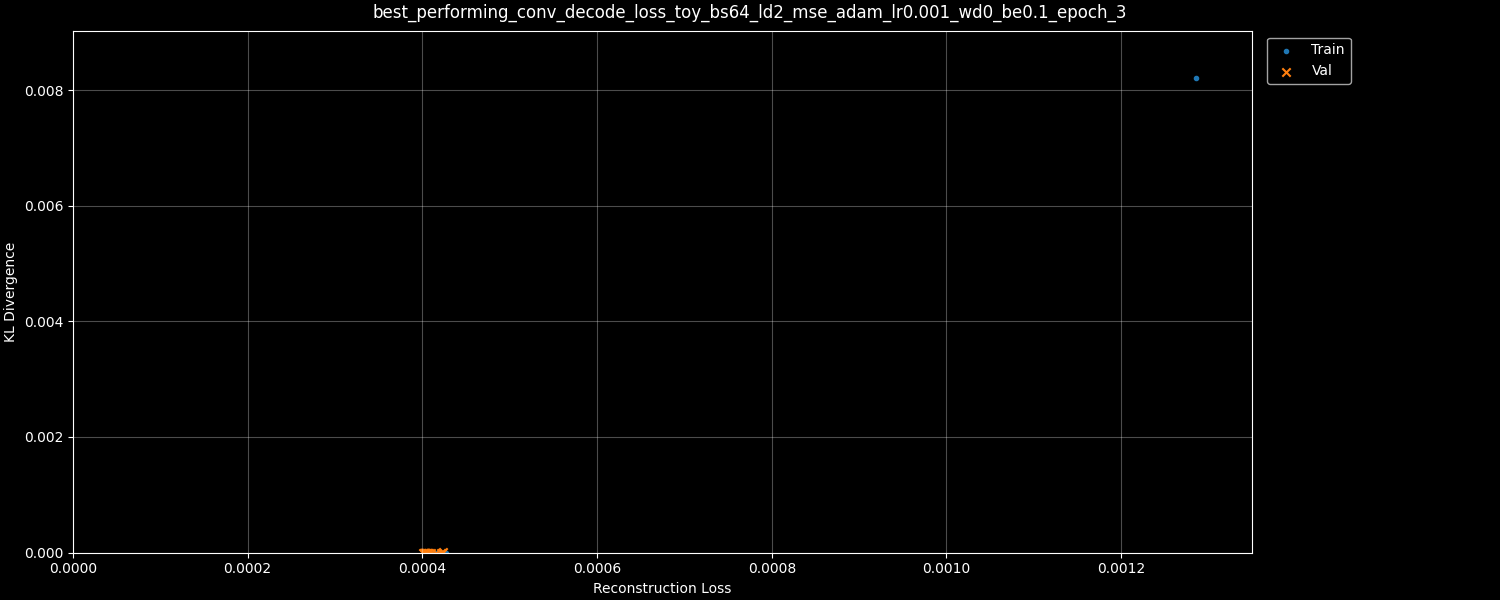 best_performing_conv_decode_loss_toy_bs64_ld2_mse_adam_lr0.001_wd0_be0.1_epoch_3
Train
Val
0.008
0.006
0.004
0.002
0.000
KL Divergence
0.0000 0.0002 0.0004 0.0006 0.0008 0.0010 0.0012
Reconstruction Loss